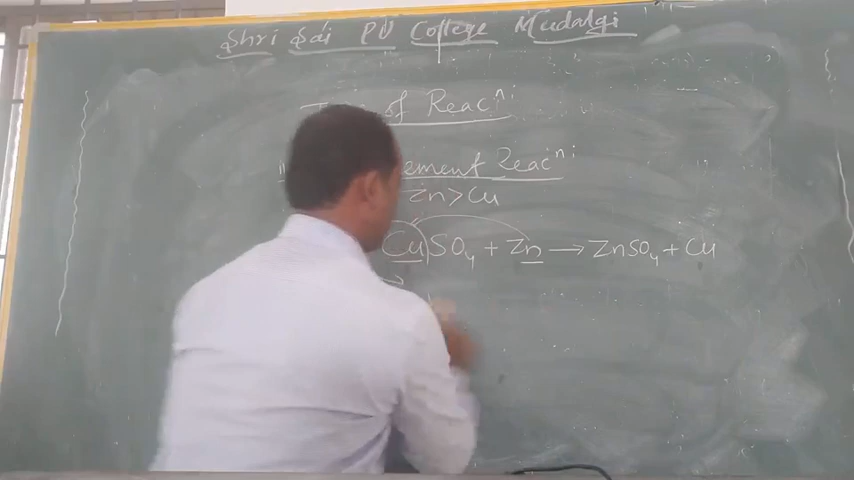 Shri Sai PU College Mudalgi
of Reacⁿ:
ement Reacⁿ:
Zn>Cu
CuSO₄ + Zn → ZnSO₄ + Cu
→